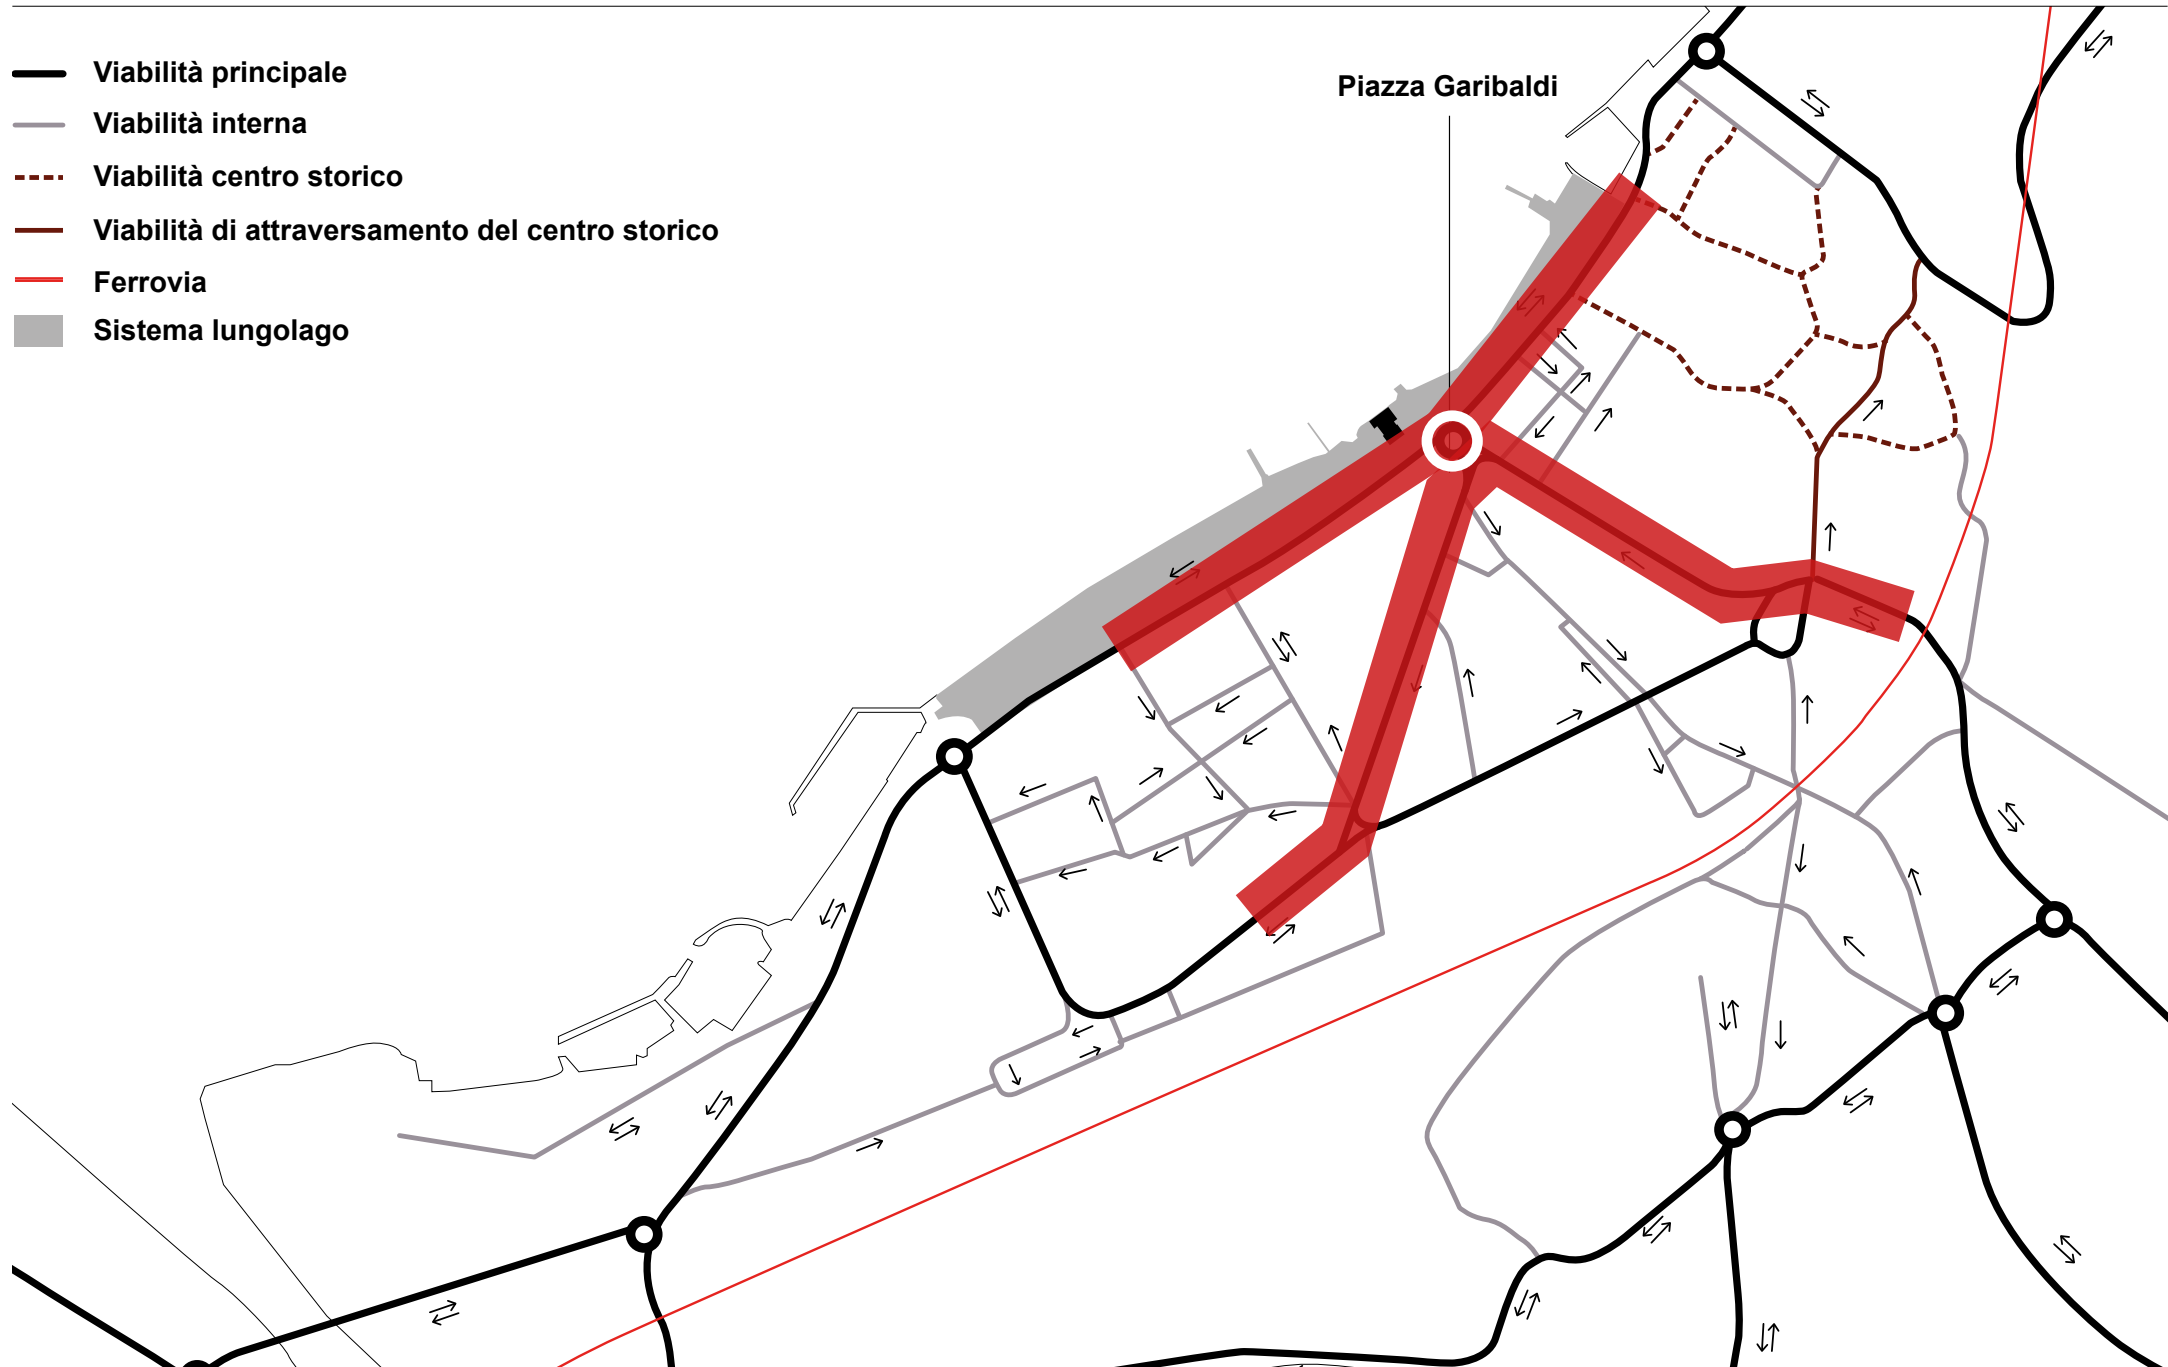 Viabilità principale
Viabilità interna
Viabilità centro storico
Viabilità di attraversamento del centro storico
Ferrovia
Sistema lungolago
Piazza Garibaldi